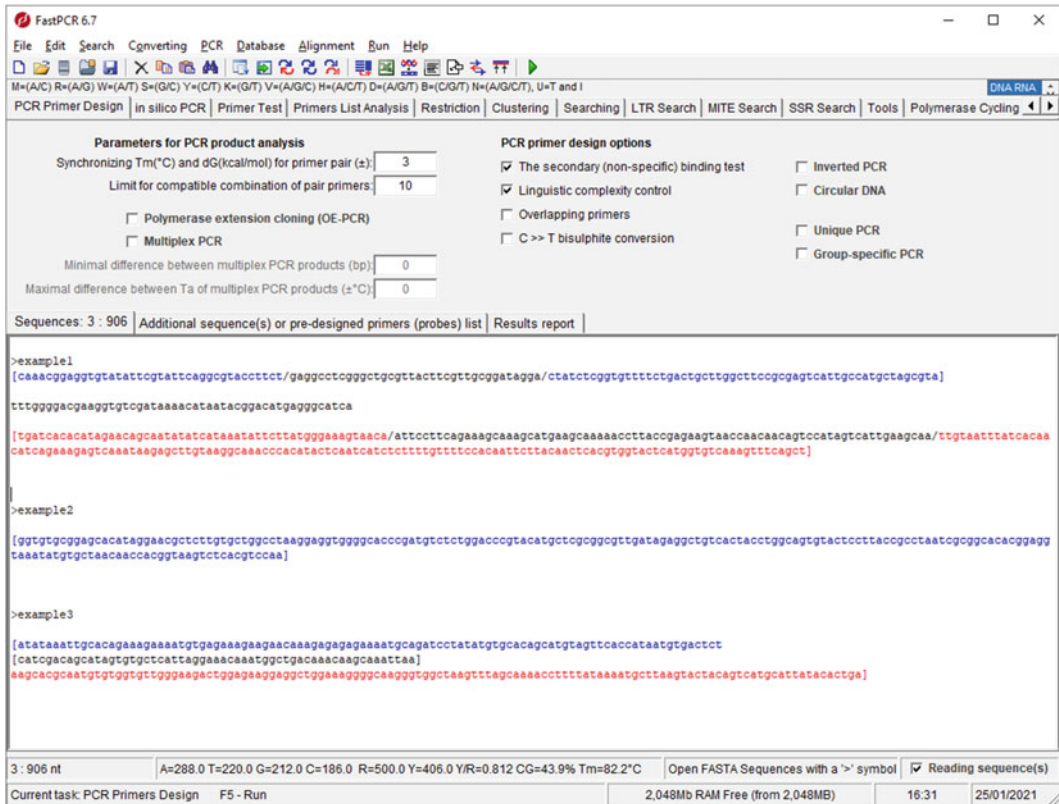 FastPCR 6.7
File Edit Search Converting PCR Database Alignment Run Help
M=(A/C) R=(A/G) W=(A/T) S=(G/C) Y=(C/T) K=(G/T) V=(A/G/C) H=(A/C/T) D=(A/G/T) B=(C/G/T) N=(A/G/C/T), U=T and I
DNA RNA
PCR Primer Design in silico PCR Primer Test Primers List Analysis Restriction Clustering Searching LTR Search MITE Search SSR Search Tools Polymerase Cycling
Parameters for PCR product analysis
Synchronizing Tm(°C) and dG(kcal/mol) for primer pair (±): 3
Limit for compatible combination of pair primers: 10
Polymerase extension cloning (OE-PCR)
Multiplex PCR
Minimal difference between multiplex PCR products (bp): 0
Maximal difference between Ta of multiplex PCR products (±°C): 0
PCR primer design options
The secondary (non-specific) binding test
Linguistic complexity control
Overlapping primers
C >> T bisulphite conversion
Inverted PCR
Circular DNA
Unique PCR
Group-specific PCR
Sequences: 3 : 906 Additional sequence(s) or pre-designed primers (probes) list Results report
>example1
[caaacggaggtgtatattcgtattcaggcgtaccttct/gaggcctcgggctgcgttacttcgttgcggatagga/ctatctcggtgttttctgactgcttggcttccgcgagtcattgccatgctagcgta]
tttggggacgaaggtgtcgataaaacataatacggacatgagggcatca
[tgatcacacatagaacagcaatatatcataaatattcttatgggaaagtaaca/attccttcagaaagcaaagcatgaagcaaaaaccttaccgagaagtaaccaacaacagtccatagtcattgaagcaa/ttgtaatttatcacaa
catcagaaagagtcaaataagagcttgtaaggcaaacccacatactcaatcatctcttttgttttccacaattcttacaactcacgtggtactcatggtgtcaaagtttcagct]
>example2
[ggtgtgcggagcacataggaacgctcttgtgctggcctaaggaggtggggcacccgatgtctctggacccgtacatgctcgcggcgttgatagaggctgtcactacctggcagtgtactccttaccgcctaatcgcggcacacggagg
taaatatgtgctaacaaccacggtaagtctcacgtccaa]
>example3
[atataaattgcacagaaagaaaatgtgagaaagaagaacaaagagagagaaaatgcagatcctatatgtgcacagcatgtagttcaccataatgtgactct
[catcgacagcatagtgtgctcattaggaaacaaatggctgacaaacaagcaaattaa]
aagcacgcaatgtgtggtgttgggaagactggagaaggaggctggaaaggggcaagggtggctaagtttagcaaaaccttttataaaatgcttaagtactacagtcatgcattatacactga]
3 : 906 nt A=288.0 T=220.0 G=212.0 C=186.0 R=500.0 Y=406.0 Y/R=0.812 CG=43.9% Tm=82.2°C Open FASTA Sequences with a '>' symbol Reading sequence(s)
Current task: PCR Primers Design F5 - Run 2,048Mb RAM Free (from 2,048MB) 16:31 25/01/2021